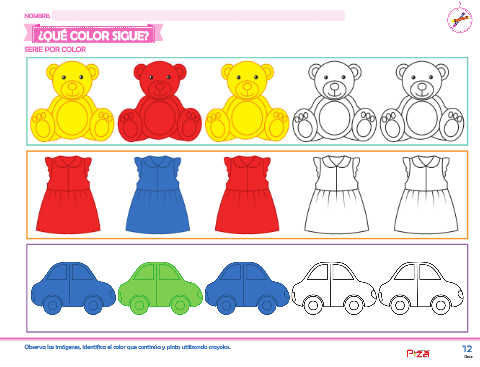 NOMBRE
¿QUÉ COLOR SIGUE?
SERIE POR COLOR
Observa las imágenes, identifica el color que continúa y pinta utilizando crayolas.
12